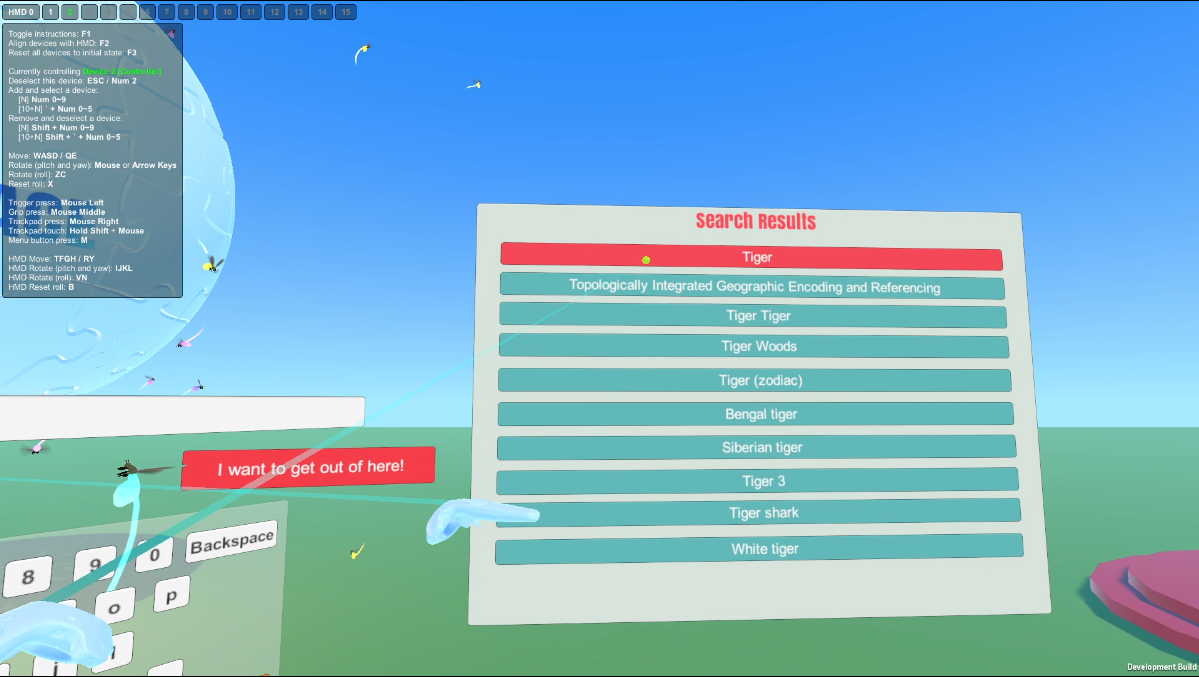 HMD 0 1 2 6 7 8 9 10 11 12 13 14 15
Toggle instructions: F1
Align devices with HMD: F2
Reset all devices to initial state: F3
Currently controlling Device 2 (Controller)
Deselect this device: ESC / Num 2
Add and select a device:
[N] Num 0~9
[10+N] ` + Num 0~5
Remove and deselect a device:
[N] Shift + Num 0~9
[10+N] Shift + ` + Num 0~5
Move: WASD / QE
Rotate (pitch and yaw): Mouse or Arrow Keys
Rotate (roll): ZC
Reset roll: X
Trigger press: Mouse Left
Grip press: Mouse Middle
Trackpad press: Mouse Right
Trackpad touch: Hold Shift + Mouse
Menu button press: M
HMD Move: TFGH / RY
HMD Rotate (pitch and yaw): IJKL
HMD Rotate (roll): VN
HMD Reset roll: B
Search Results
Tiger
Topologically Integrated Geographic Encoding and Referencing
Tiger Tiger
Tiger Woods
Tiger (zodiac)
Bengal tiger
Siberian tiger
Tiger 3
Tiger shark
White tiger
I want to get out of here!
8 9 0 Backspace
o p
j
Development Build